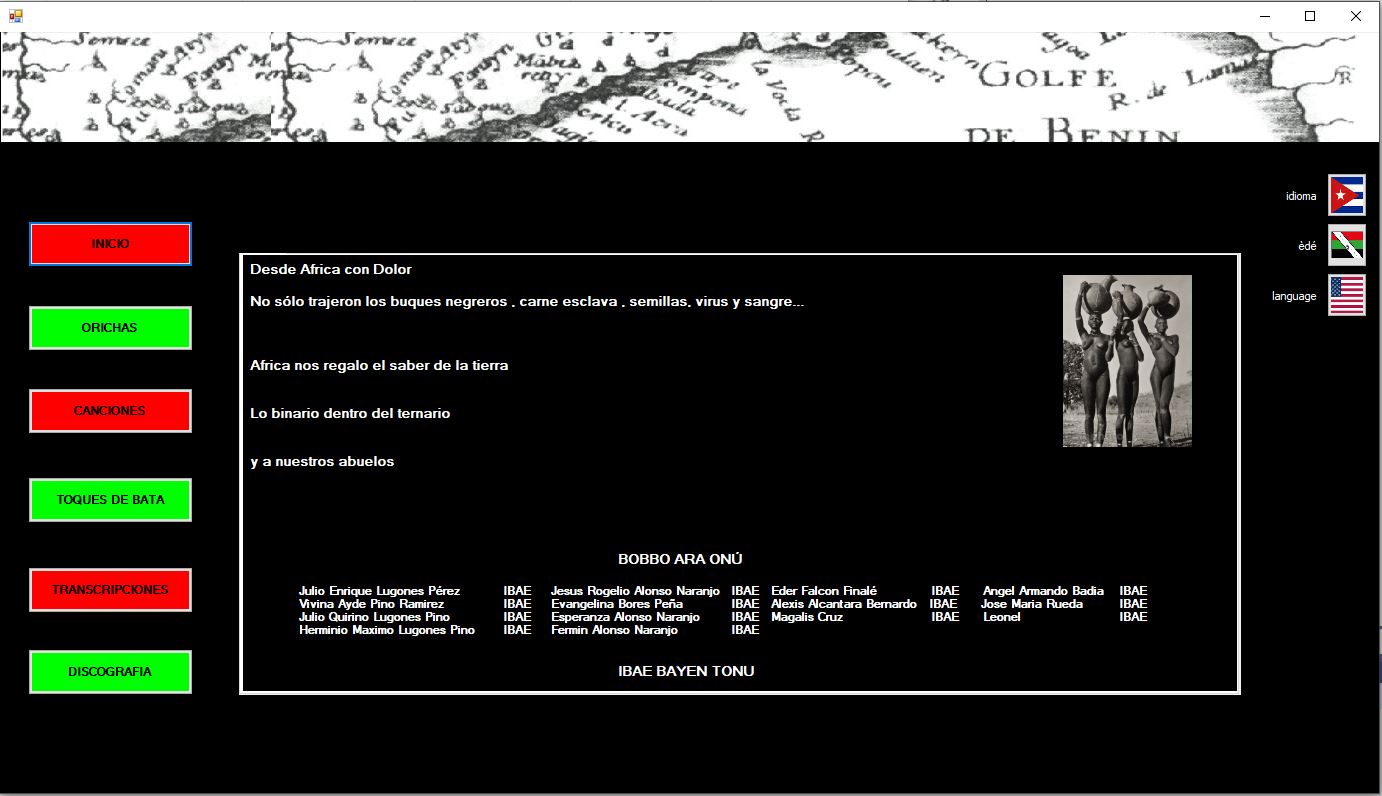 GOLFE
R. de
DE BENIN
idioma
INICIO
èdé
Desde Africa con Dolor
language
No sólo trajeron los buques negreros , carne esclava , semillas, virus y sangre...
ORICHAS
Africa nos regalo el saber de la tierra
CANCIONES
Lo binario dentro del ternario
y a nuestros abuelos
TOQUES DE BATA
BOBBO ARA ONÚ
TRANSCRIPCIONES
Julio Enrique Lugones Pérez IBAE Jesus Rogelio Alonso Naranjo IBAE Eder Falcon Finalé IBAE Angel Armando Badia IBAE
Vivina Ayde Pino Ramirez IBAE Evangelina Bores Peña IBAE Alexis Alcantara Bernardo IBAE Jose Maria Rueda IBAE
Julio Quirino Lugones Pino IBAE Esperanza Alonso Naranjo IBAE Magalis Cruz IBAE Leonel IBAE
Herminio Maximo Lugones Pino IBAE Fermin Alonso Naranjo IBAE
DISCOGRAFIA
IBAE BAYEN TONU